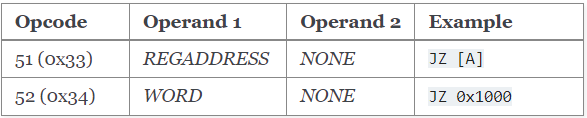 Opcode Operand 1 Operand 2 Example
51 (0x33) REGADDRESS NONE JZ [A]
52 (0x34) WORD NONE JZ 0x1000